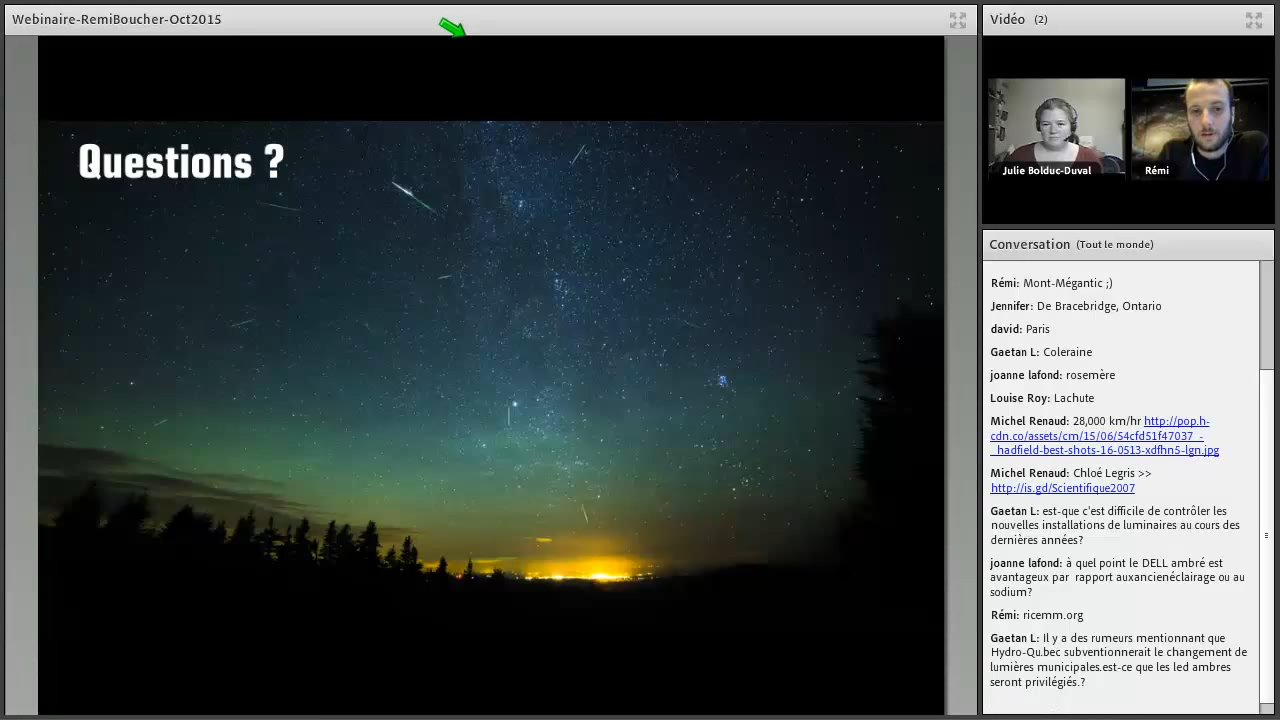 Webinaire-RemiBoucher-Oct2015
Questions ?
Vidéo (2)
Julie Bolduc-Duval
Rémi
Conversation (Tout le monde)
Rémi: Mont-Mégantic ;)
Jennifer: De Bracebridge, Ontario
david: Paris
Gaetan L: Coleraine
joanne lafond: rosemère
Louise Roy: Lachute
Michel Renaud: 28,000 km/hr http://pop.h-
cdn.co/assets/cm/15/06/54cfd51f47037_-
_hadfield-best-shots-16-0513-xdfhn5-lgn.jpg
Michel Renaud: Chloé Legris >>
http://is.gd/Scientifique2007
Gaetan L: est-que c'est difficile de contrôler les
nouvelles installations de luminaires au cours des
dernières années?
joanne lafond: à quel point le DELL ambré est
avantageux par rapport auxancienéclairage ou au
sodium?
Rémi: ricemm.org
Gaetan L: Il y a des rumeurs mentionnant que
Hydro-Qu.bec subventionnerait le changement de
lumières municipales.est-ce que les led ambres
seront privilégiés.?